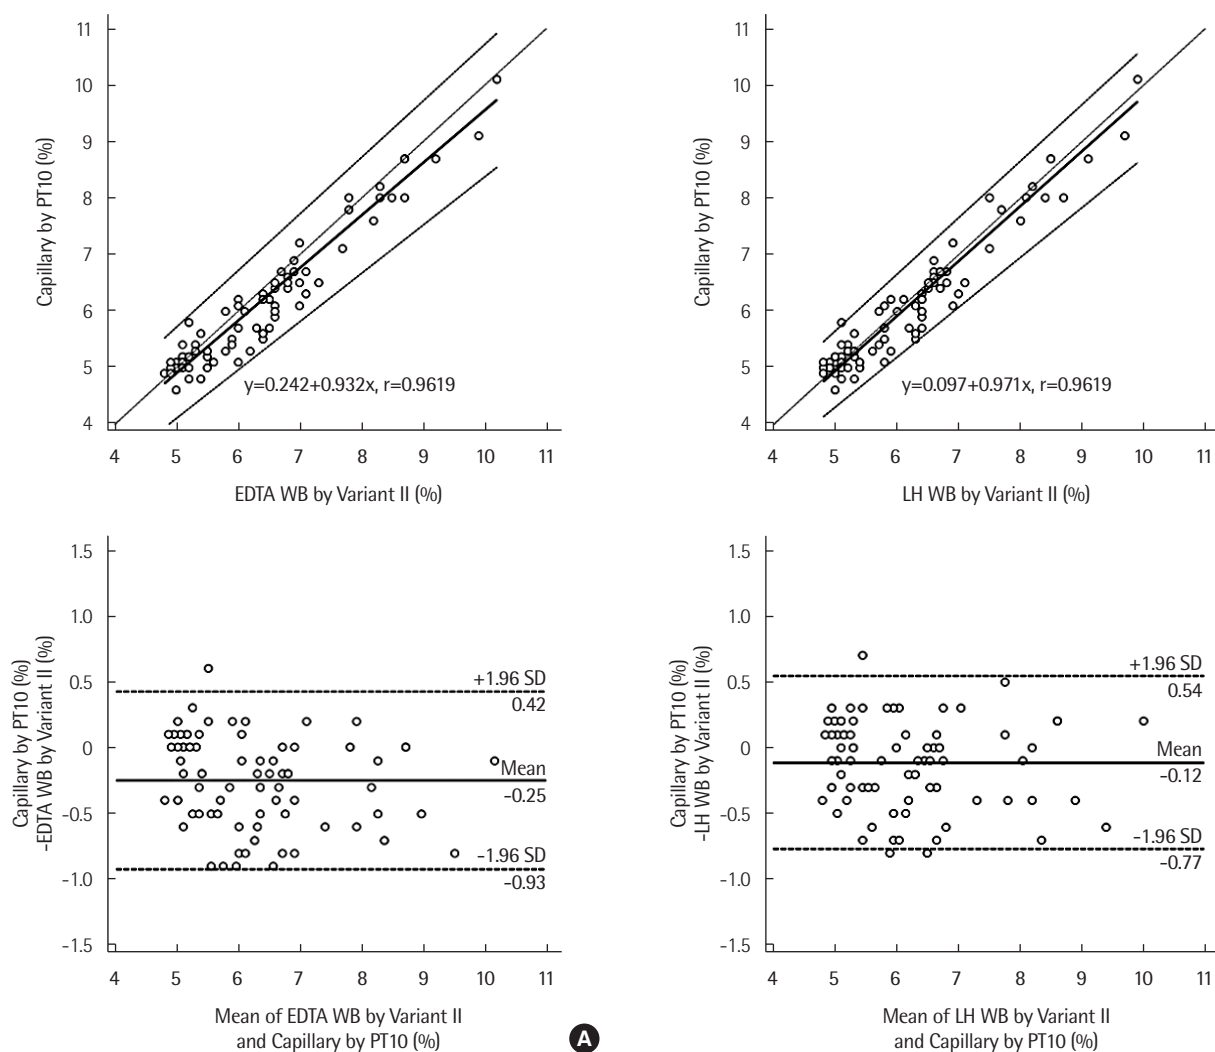 11
10
9
8
7
6
5
4
Capillary by PT10 (%)
y=0.242+0.932x, r=0.9619
4 5 6 7 8 9 10 11
EDTA WB by Variant II (%)
11
10
9
8
7
6
5
4
Capillary by PT10 (%)
y=0.097+0.971x, r=0.9619
4 5 6 7 8 9 10 11
LH WB by Variant II (%)
1.5
1.0
0.5
0
-0.5
-1.0
-1.5
Capillary by PT10 (%)
-EDTA WB by Variant II (%)
+1.96 SD
0.42
Mean
-0.25
-1.96 SD
-0.93
4 5 6 7 8 9 10 11
Mean of EDTA WB by Variant II
and Capillary by PT10 (%)
A
1.5
1.0
0.5
0
-0.5
-1.0
-1.5
Capillary by PT10 (%)
-LH WB by Variant II (%)
+1.96 SD
0.54
Mean
-0.12
-1.96 SD
-0.77
4 5 6 7 8 9 10 11
Mean of LH WB by Variant II
and Capillary by PT10 (%)